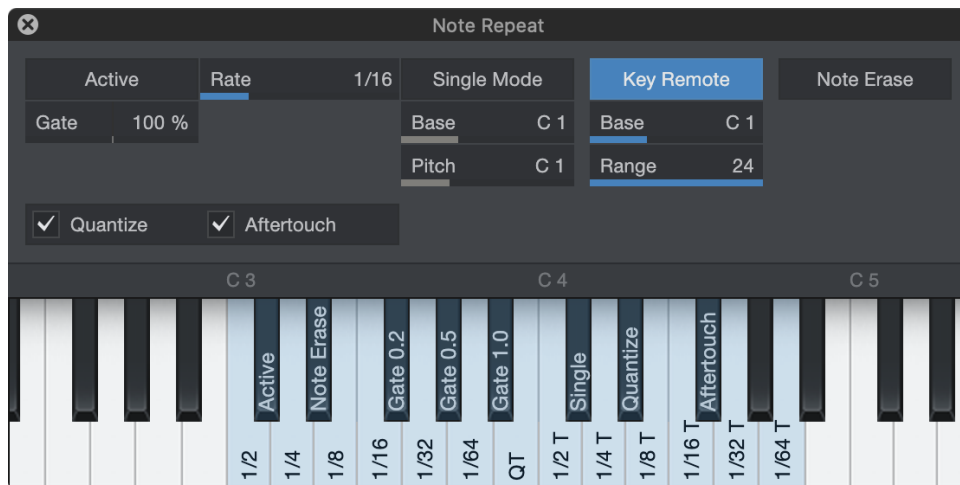 Note Repeat
Active
Rate 1/16
Single Mode
Key Remote
Note Erase
Gate 100 %
Base C 1
Base C 1
Pitch C 1
Range 24
Quantize
Aftertouch
C 3
C 4
C 5
Active
Note Erase
Gate 0.2
Gate 0.5
Gate 1.0
Single
Quantize
Aftertouch
1/2
1/4
1/8
1/16
1/32
1/64
QT
1/2 T
1/4 T
1/8 T
1/16 T
1/32 T
1/64 T